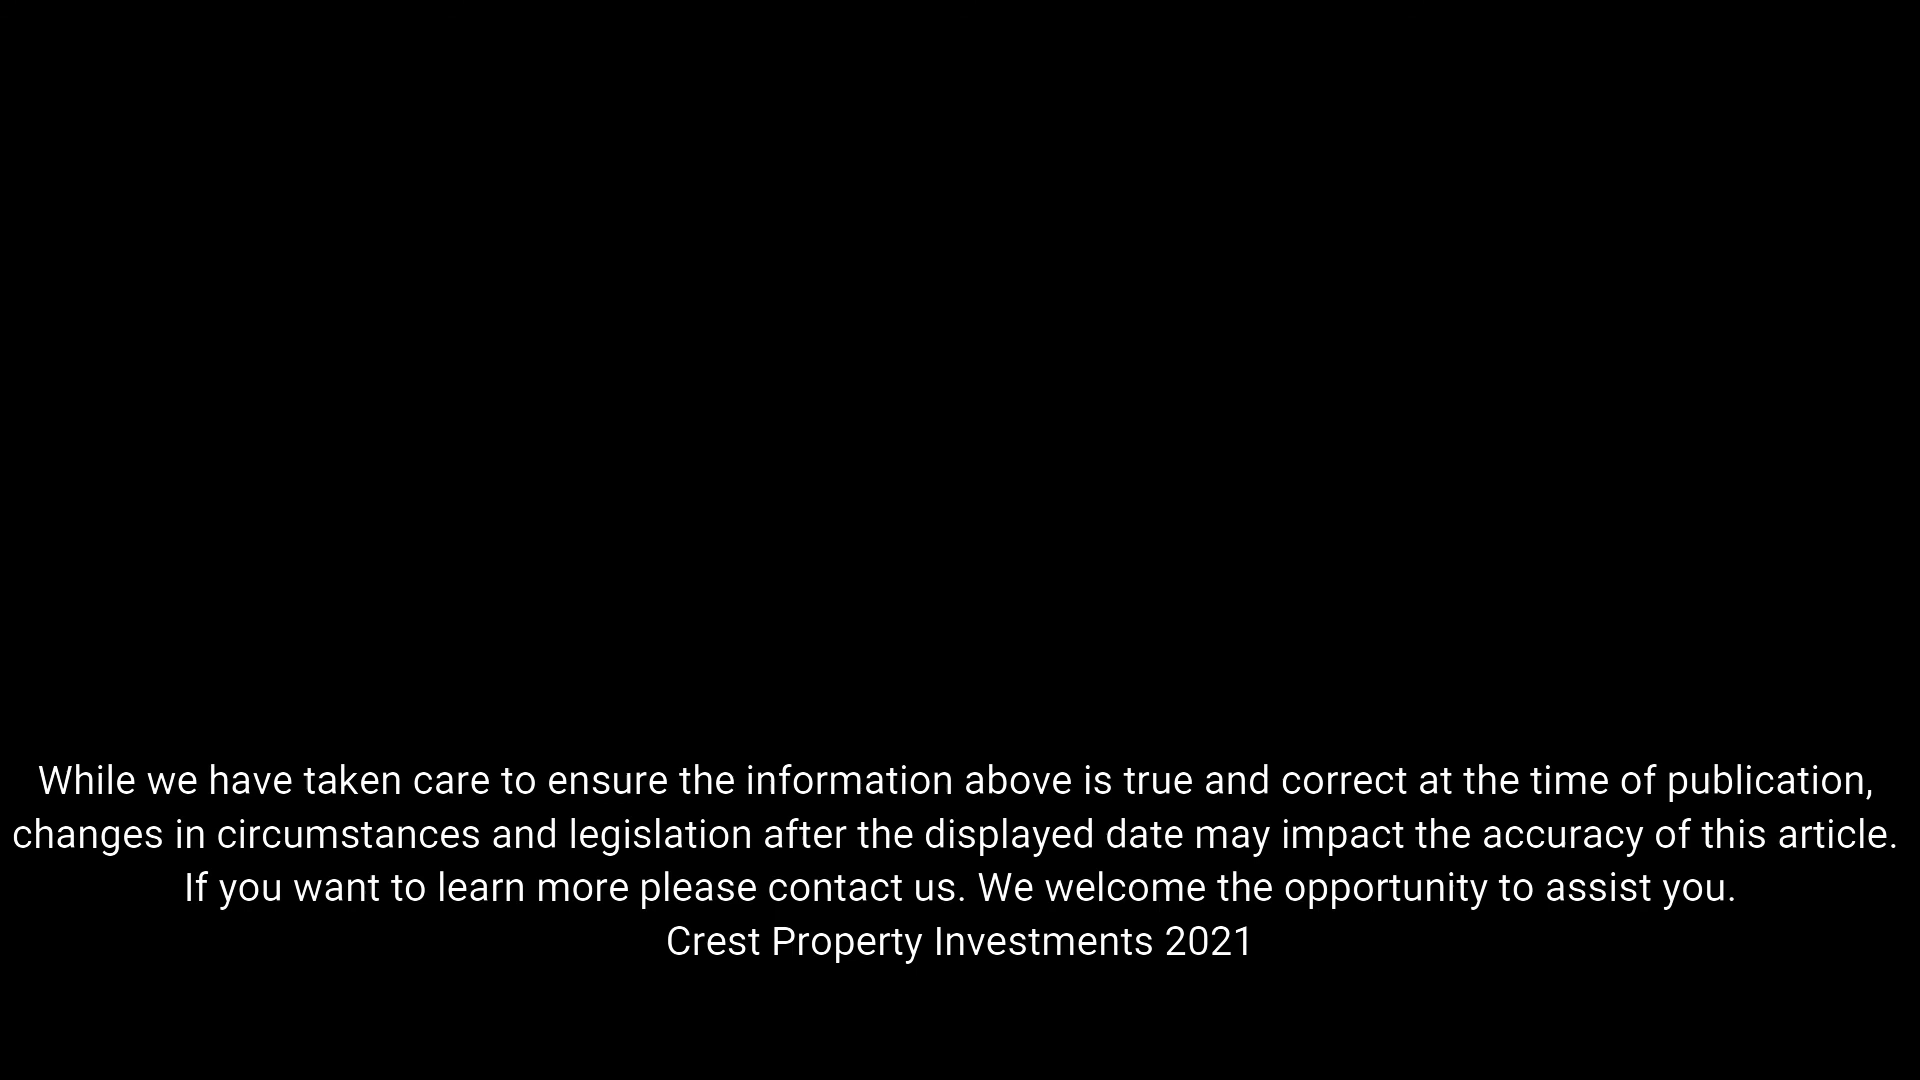 While we have taken care to ensure the information above is true and correct at the time of publication,
changes in circumstances and legislation after the displayed date may impact the accuracy of this article.
If you want to learn more please contact us. We welcome the opportunity to assist you.
Crest Property Investments 2021